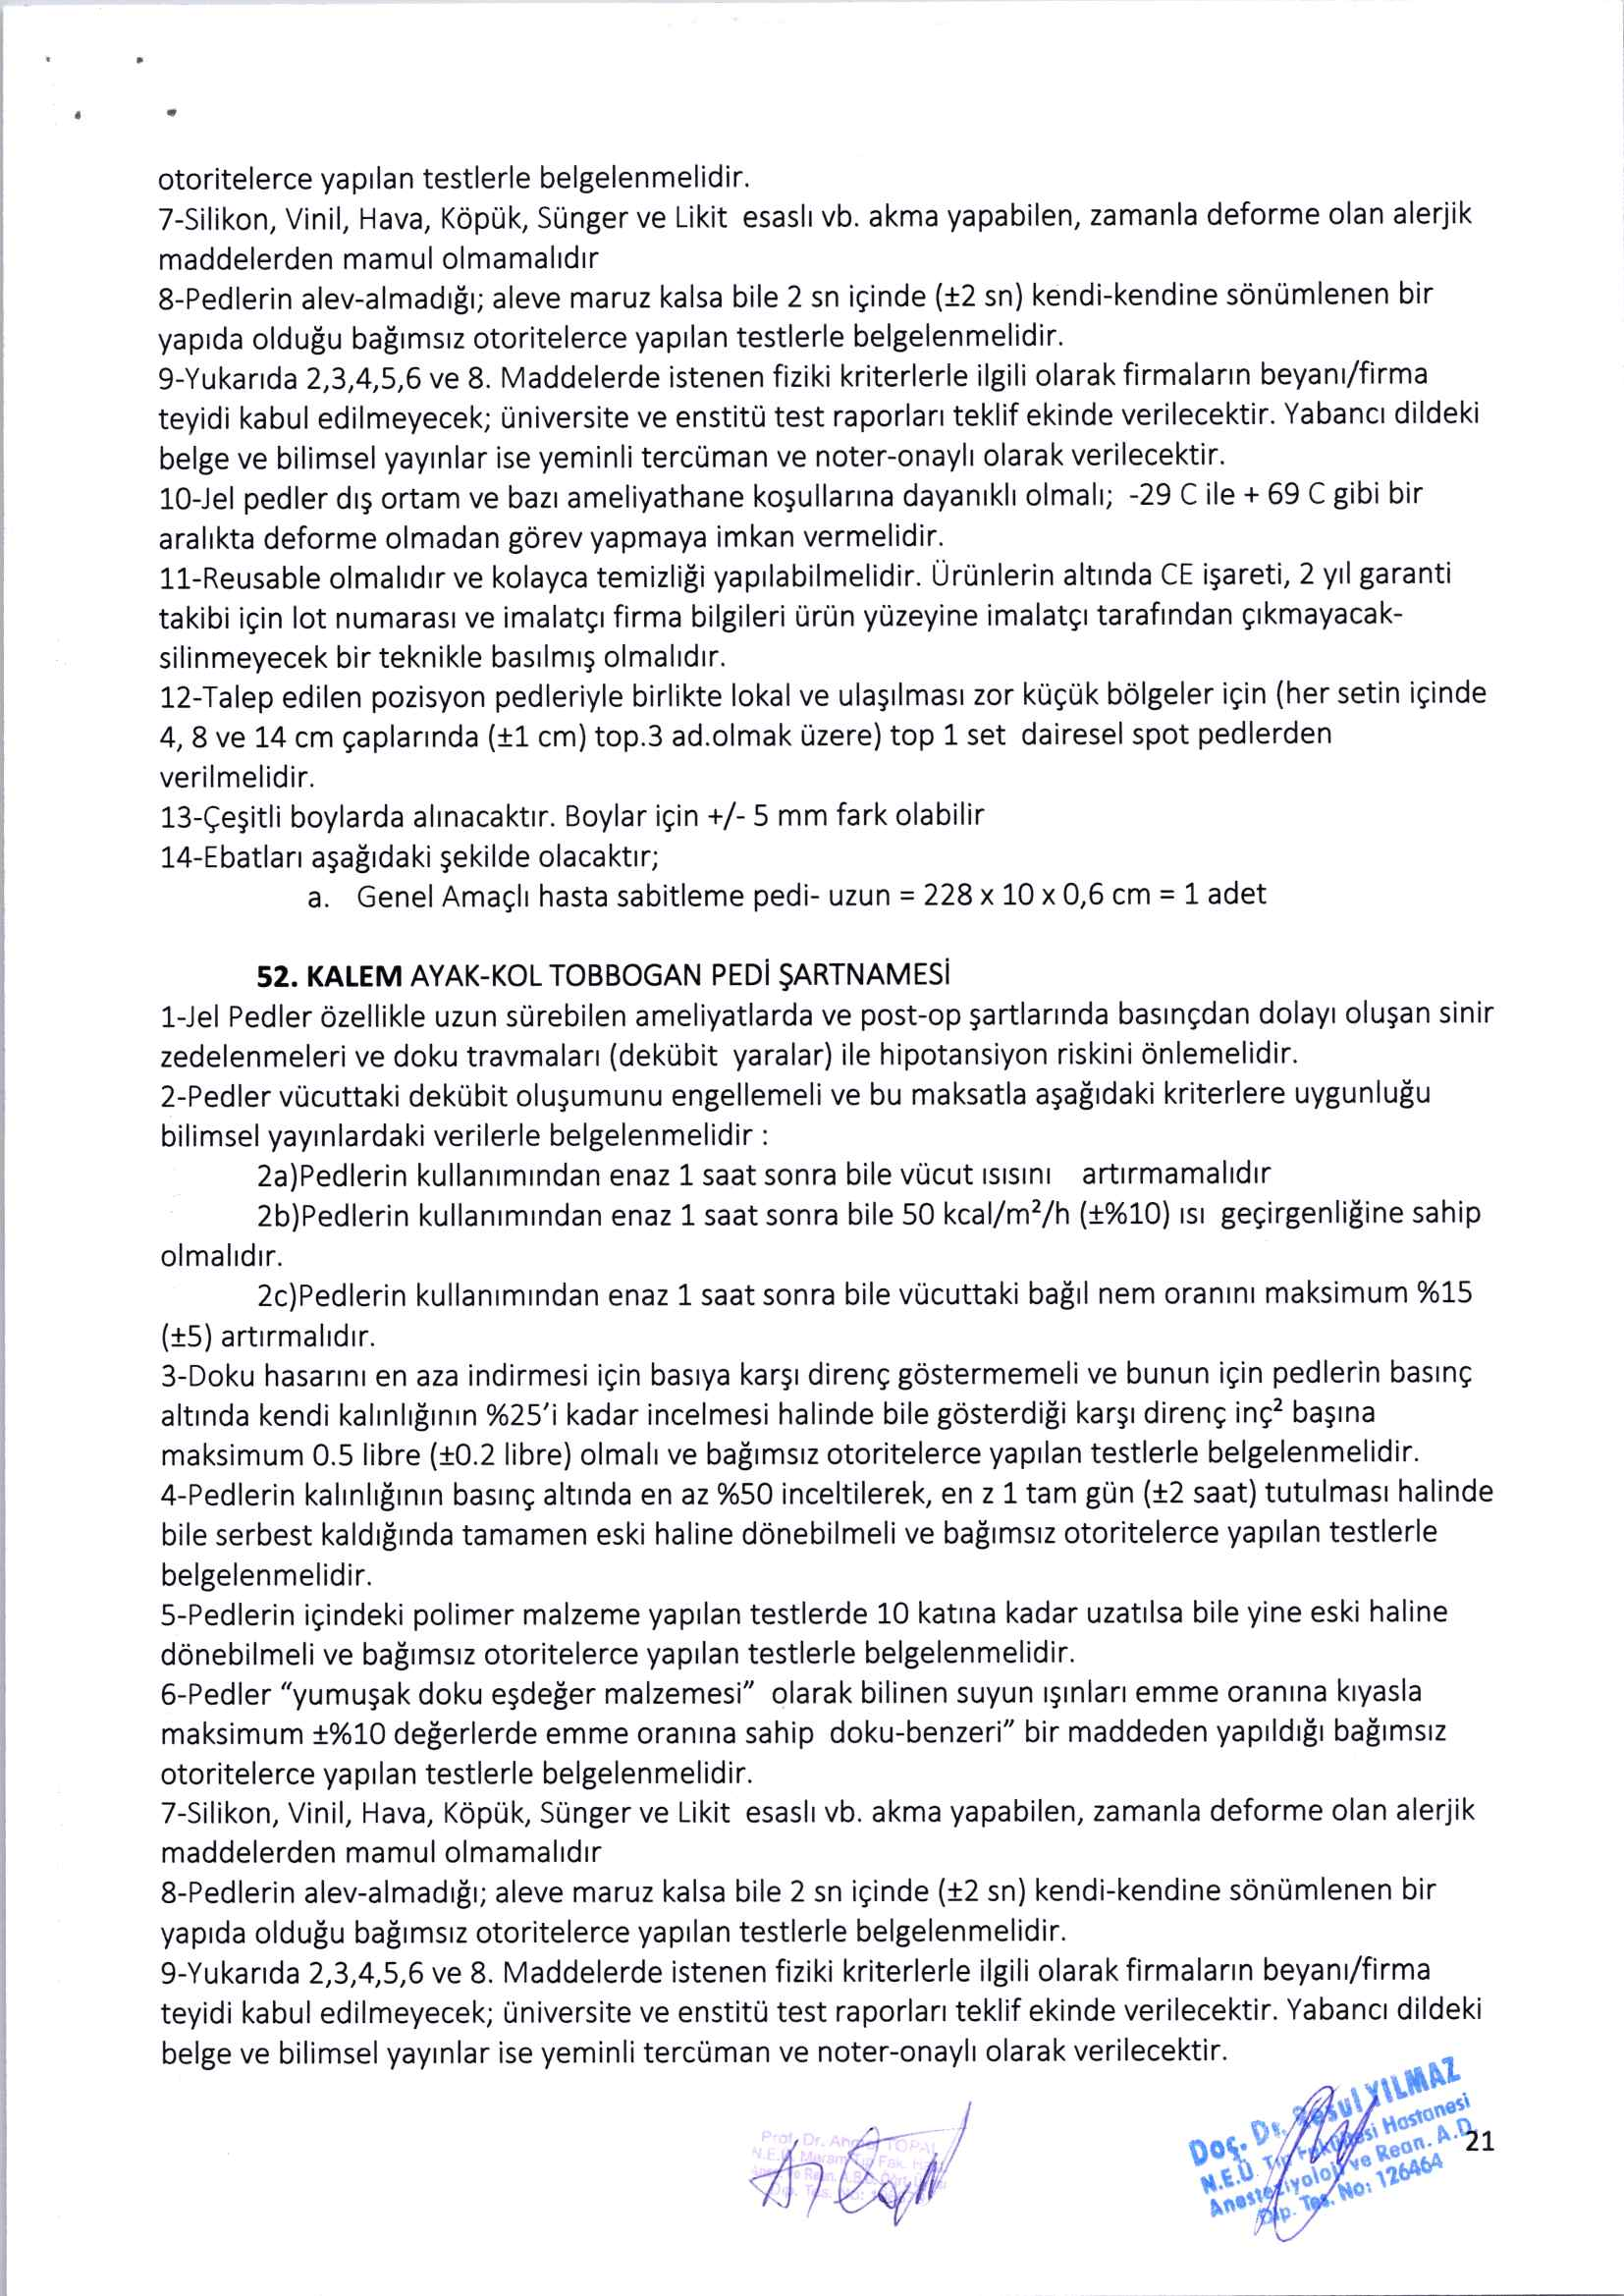 otoritelerce yapılan testlerle belgelenmelidir.
7-Silikon, Vinil, Hava, Köpük, Sünger ve Likit esaslı vb. akma yapabilen, zamanla deforme olan alerjik
maddelerden mamul olmamalıdır
8-Pedlerin alev-almadığı; aleve maruz kalsa bile 2 sn içinde (±2 sn) kendi-kendine sönümlenen bir
yapıda olduğu bağımsız otoritelerce yapılan testlerle belgelenmelidir.
9-Yukarıda 2,3,4,5,6 ve 8. Maddelerde istenen fiziki kriterlerle ilgili olarak firmaların beyanı/firma
teyidi kabul edilmeyecek; üniversite ve enstitü test raporları teklif ekinde verilecektir. Yabancı dildeki
belge ve bilimsel yayınlar ise yeminli tercüman ve noter-onaylı olarak verilecektir.
10-Jel pedler dış ortam ve bazı ameliyathane koşullarına dayanıklı olmalı; -29 C ile + 69 C gibi bir
aralıkta deforme olmadan görev yapmaya imkan vermelidir.
11-Reusable olmalıdır ve kolayca temizliği yapılabilmelidir. Ürünlerin altında CE işareti, 2 yıl garanti
takibi için lot numarası ve imalatçı firma bilgileri ürün yüzeyine imalatçı tarafından çıkmayacak-
silinmeyecek bir teknikle basılmış olmalıdır.
12-Talep edilen pozisyon pedleriyle birlikte lokal ve ulaşılması zor küçük bölgeler için (her setin içinde
4, 8 ve 14 cm çaplarında (±1 cm) top.3 ad.olmak üzere) top 1 set dairesel spot pedlerden
verilmelidir.
13-Çeşitli boylarda alınacaktır. Boylar için +/- 5 mm fark olabilir
14-Ebatları aşağıdaki şekilde olacaktır;
a. Genel Amaçlı hasta sabitleme pedi- uzun = 228 x 10 x 0,6 cm = 1 adet
52. KALEM AYAK-KOL TOBBOGAN PEDİ ŞARTNAMESİ
1-Jel Pedler özellikle uzun sürebilen ameliyatlarda ve post-op şartlarında basınçdan dolayı oluşan sinir
zedelenmeleri ve doku travmaları (dekübit yaralar) ile hipotansiyon riskini önlemelidir.
2-Pedler vücuttaki dekübit oluşumunu engellemeli ve bu maksatla aşağıdaki kriterlere uygunluğu
bilimsel yayınlardaki verilerle belgelenmelidir :
2a)Pedlerin kullanımından enaz 1 saat sonra bile vücut ısısını artırmamalıdır
2b)Pedlerin kullanımından enaz 1 saat sonra bile 50 kcal/m²/h (±%10) ısı geçirgenliğine sahip
olmalıdır.
2c)Pedlerin kullanımından enaz 1 saat sonra bile vücuttaki bağıl nem oranını maksimum %15
(±5) artırmalıdır.
3-Doku hasarını en aza indirmesi için basıya karşı direnç göstermemeli ve bunun için pedlerin basınç
altında kendi kalınlığının %25'i kadar incelmesi halinde bile gösterdiği karşı direnç inç² başına
maksimum 0.5 libre (±0.2 libre) olmalı ve bağımsız otoritelerce yapılan testlerle belgelenmelidir.
4-Pedlerin kalınlığının basınç altında en az %50 inceltilerek, en z 1 tam gün (±2 saat) tutulması halinde
bile serbest kaldığında tamamen eski haline dönebilmeli ve bağımsız otoritelerce yapılan testlerle
belgelenmelidir.
5-Pedlerin içindeki polimer malzeme yapılan testlerde 10 katına kadar uzatılsa bile yine eski haline
dönebilmeli ve bağımsız otoritelerce yapılan testlerle belgelenmelidir.
6-Pedler “yumuşak doku eşdeğer malzemesi” olarak bilinen suyun ışınları emme oranına kıyasla
maksimum ±%10 değerlerde emme oranına sahip doku-benzeri” bir maddeden yapıldığı bağımsız
otoritelerce yapılan testlerle belgelenmelidir.
7-Silikon, Vinil, Hava, Köpük, Sünger ve Likit esaslı vb. akma yapabilen, zamanla deforme olan alerjik
maddelerden mamul olmamalıdır
8-Pedlerin alev-almadığı; aleve maruz kalsa bile 2 sn içinde (±2 sn) kendi-kendine sönümlenen bir
yapıda olduğu bağımsız otoritelerce yapılan testlerle belgelenmelidir.
9-Yukarıda 2,3,4,5,6 ve 8. Maddelerde istenen fiziki kriterlerle ilgili olarak firmaların beyanı/firma
teyidi kabul edilmeyecek; üniversite ve enstitü test raporları teklif ekinde verilecektir. Yabancı dildeki
belge ve bilimsel yayınlar ise yeminli tercüman ve noter-onaylı olarak verilecektir.
Prof. Dr. TOPAL
N.E.Ü. Meram Tıp Fak.
Doç. Dr. Resul YILMAZ
N.E.Ü. Tıp Fakültesi Hastanesi
Anesteziyoloji ve Rean. A.D.
Dip. Tes. No: 126464
21